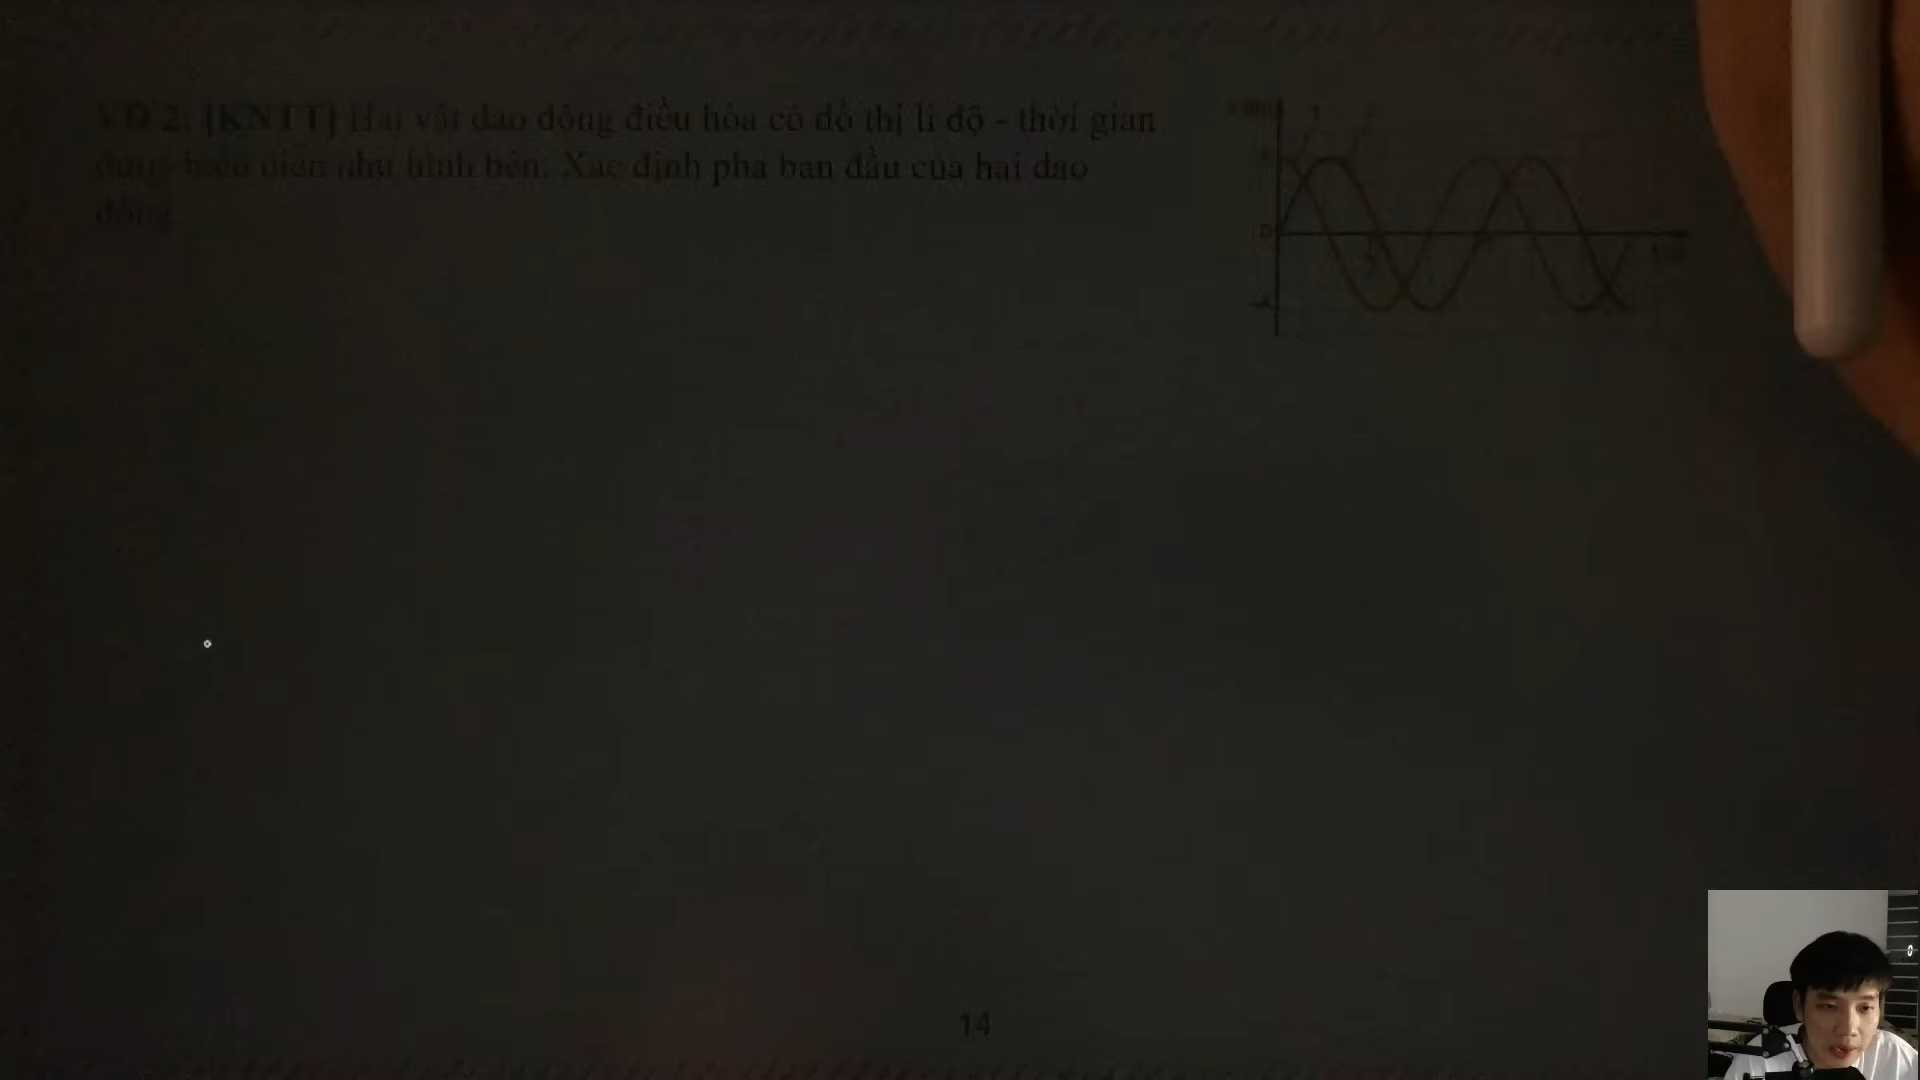 VD 2: [KNTT] Hai vật dao động điều hòa có đồ thị li độ - thời gian
được biểu diễn như hình bên. Xác định pha ban đầu của hai dao
động.
A
0
-A
14